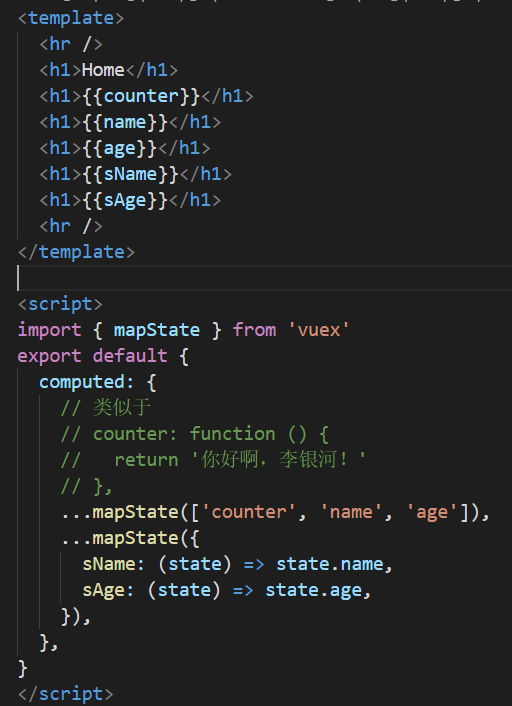 <template>
  <hr />
  <h1>Home</h1>
  <h1>{{counter}}</h1>
  <h1>{{name}}</h1>
  <h1>{{age}}</h1>
  <h1>{{sName}}</h1>
  <h1>{{sAge}}</h1>
  <hr />
</template>
<script>
import { mapState } from 'vuex'
export default {
  computed: {
    // 类似于
    // counter: function () {
    //   return '你好啊，李银河！'
    // },
    ...mapState(['counter', 'name', 'age']),
    ...mapState({
      sName: (state) => state.name,
      sAge: (state) => state.age,
    }),
  },
}
</script>